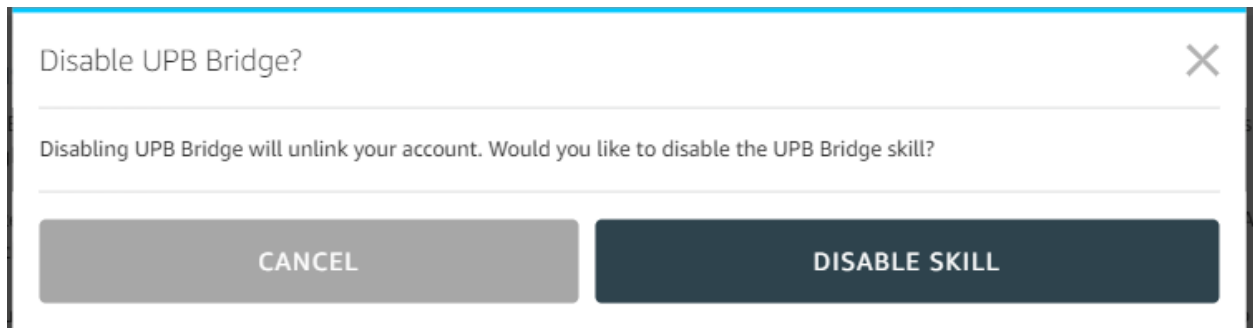 Disable UPB Bridge?
Disabling UPB Bridge will unlink your account. Would you like to disable the UPB Bridge skill?
CANCEL
DISABLE SKILL